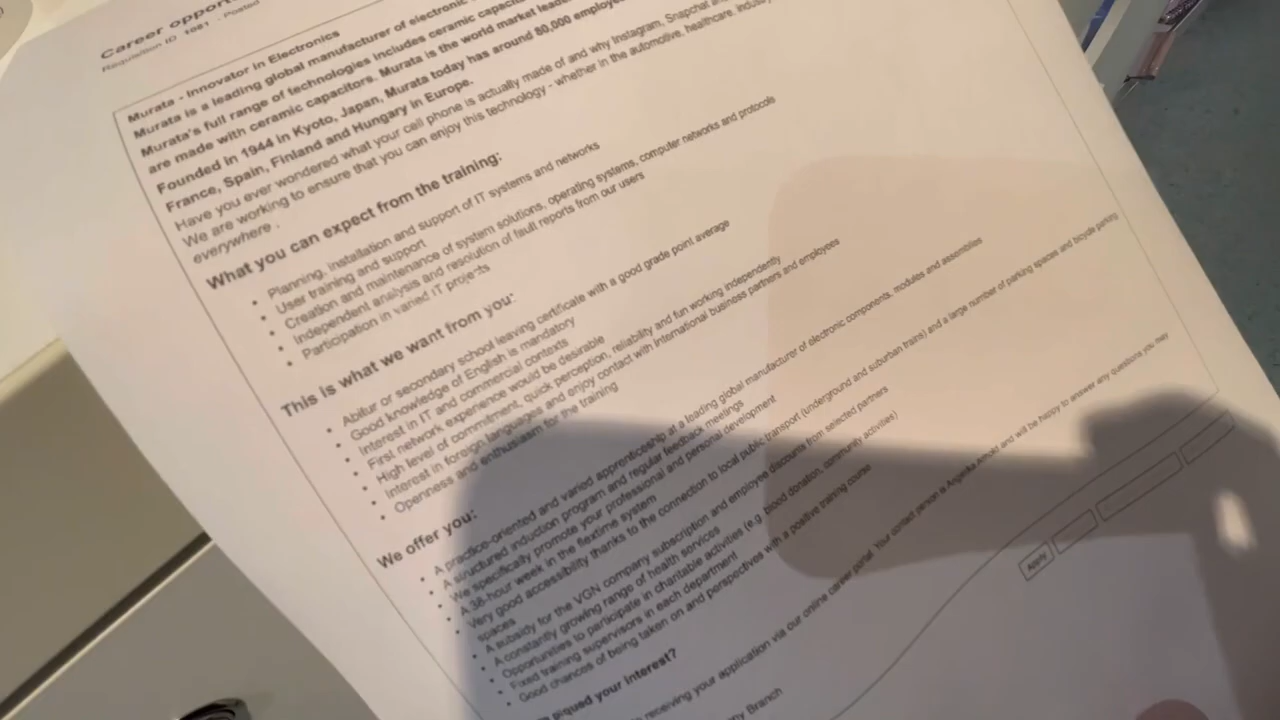 Career opport
Requisition ID 1081 - Posted
Murata - Innovator in Electronics
Murata is a leading global manufacturer of electronic
Murata's full range of technologies includes ceramic capacito
are made with ceramic capacitors. Murata is the world market leade
Founded in 1944 in Kyoto, Japan, Murata today has around 80,000 employe
France, Spain, Finland and Hungary in Europe.
Have you ever wondered what your cell phone is actually made of and why Instagram, Snapchat and
We are working to ensure that you can enjoy this technology - whether in the automotive, healthcare, industry
everywhere .
What you can expect from the training:
• Planning, installation and support of IT systems and networks
• User training and support
• Creation and maintenance of system solutions, operating systems, computer networks and protocols
• Independent analysis and resolution of fault reports from our users
• Participation in varied IT projects
This is what we want from you:
• Abitur or secondary school leaving certificate with a good grade point average
• Good knowledge of English is mandatory
• Interest in IT and commercial contexts
• First network experience would be desirable
• High level of commitment, quick perception, reliability and fun working independently
• Interest in foreign languages and enjoy contact with international business partners and employees
• Openness and enthusiasm for the training
We offer you:
• A practice-oriented and varied apprenticeship at a leading global manufacturer of electronic components, modules and assemblies
• A structured induction program and regular feedback meetings
• We specifically promote your professional and personal development
• A 38-hour week in the flextime system
• Very good accessibility thanks to the connection to local public transport (underground and suburban trains) and a large number of parking spaces and bicycle parking
spaces
• A subsidy for the VGN company subscription and employee discounts from selected partners
• A constantly growing range of health services
• Opportunities to participate in charitable activities (e.g. blood donation, community activities)
• Fixed training supervisors in each department
• Good chances of being taken on and perspectives with a positive training course
piqued your interest?
receiving your application via our online career portal. Your contact person is Angelika and will be happy to answer any questions you may
Branch
Apply